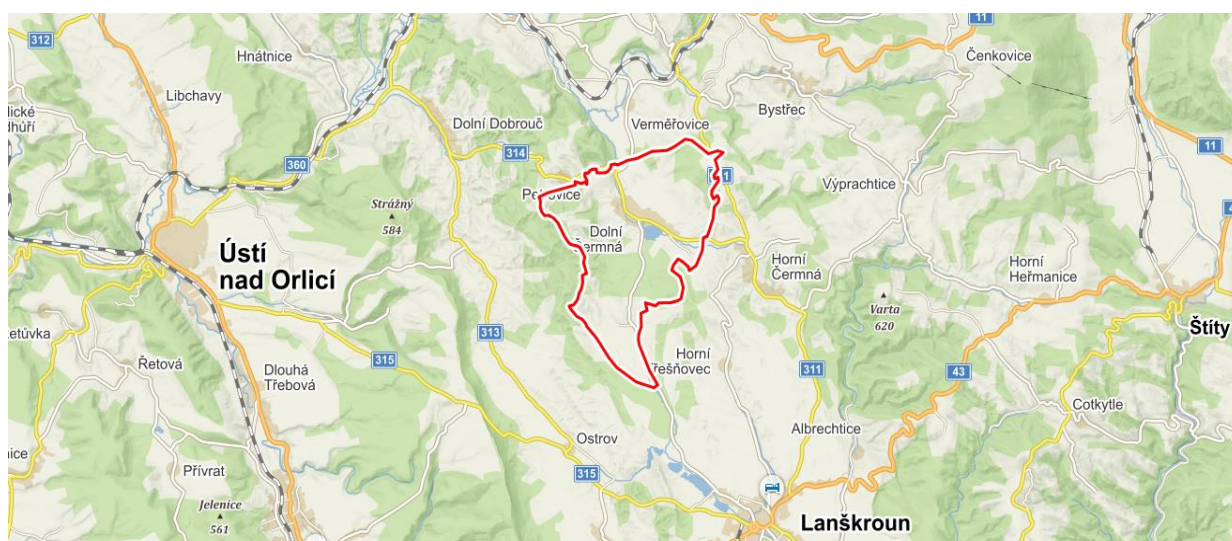 11
43
312
Hnátnice
Čenkovice
Libchavy
Bystřec
Dolní Dobrouč
Verměřovice
314
11
360
Výprachtice
Strážný
584
Dolní
Horní
Čermná
Horní
Heřmanice
Ústí
nad Orlicí
Varta
620
Štíty
313
Řetová
315
Dlouhá
Třebová
Horní
311
43
Cotkytle
Albrechtice
Ostrov
315
Přívrat
Jelenice
561
Lanškroun